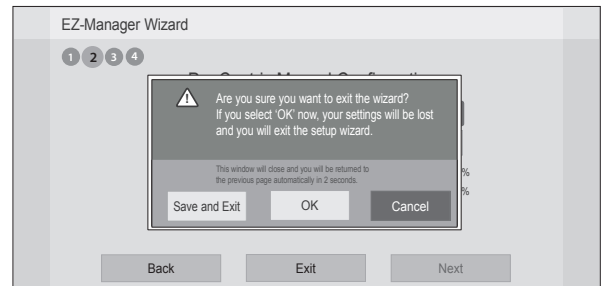 EZ-Manager Wizard
1 2 3 4
Are you sure you want to exit the wizard?
If you select 'OK' now, your settings will be lost
and you will exit the setup wizard.
This window will close and you will be returned to
the previous page automatically in 2 seconds.
%
%
Save and Exit OK Cancel
Back Exit Next